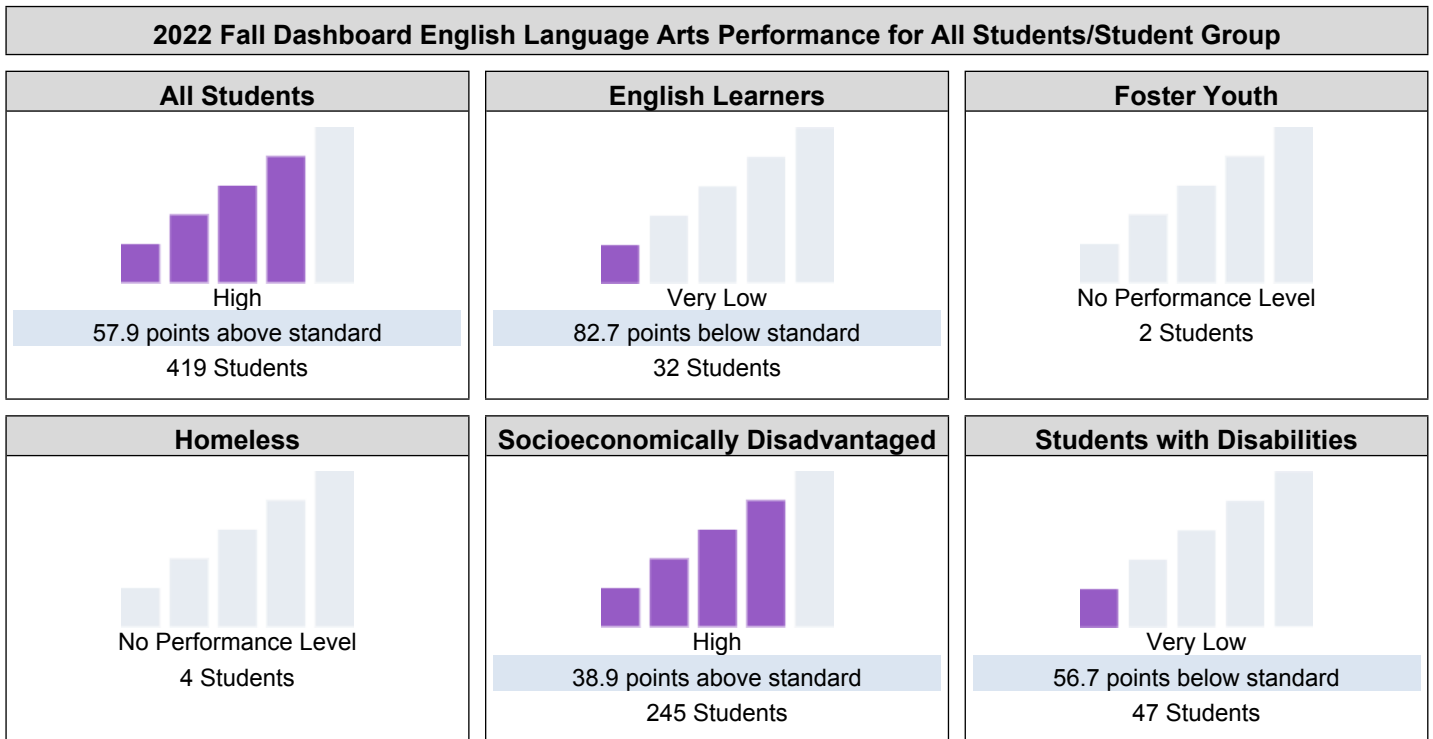 2022 Fall Dashboard English Language Arts Performance for All Students/Student Group
All Students
High
57.9 points above standard
419 Students
English Learners
Very Low
82.7 points below standard
32 Students
Foster Youth
No Performance Level
2 Students
Homeless
No Performance Level
4 Students
Socioeconomically Disadvantaged
High
38.9 points above standard
245 Students
Students with Disabilities
Very Low
56.7 points below standard
47 Students